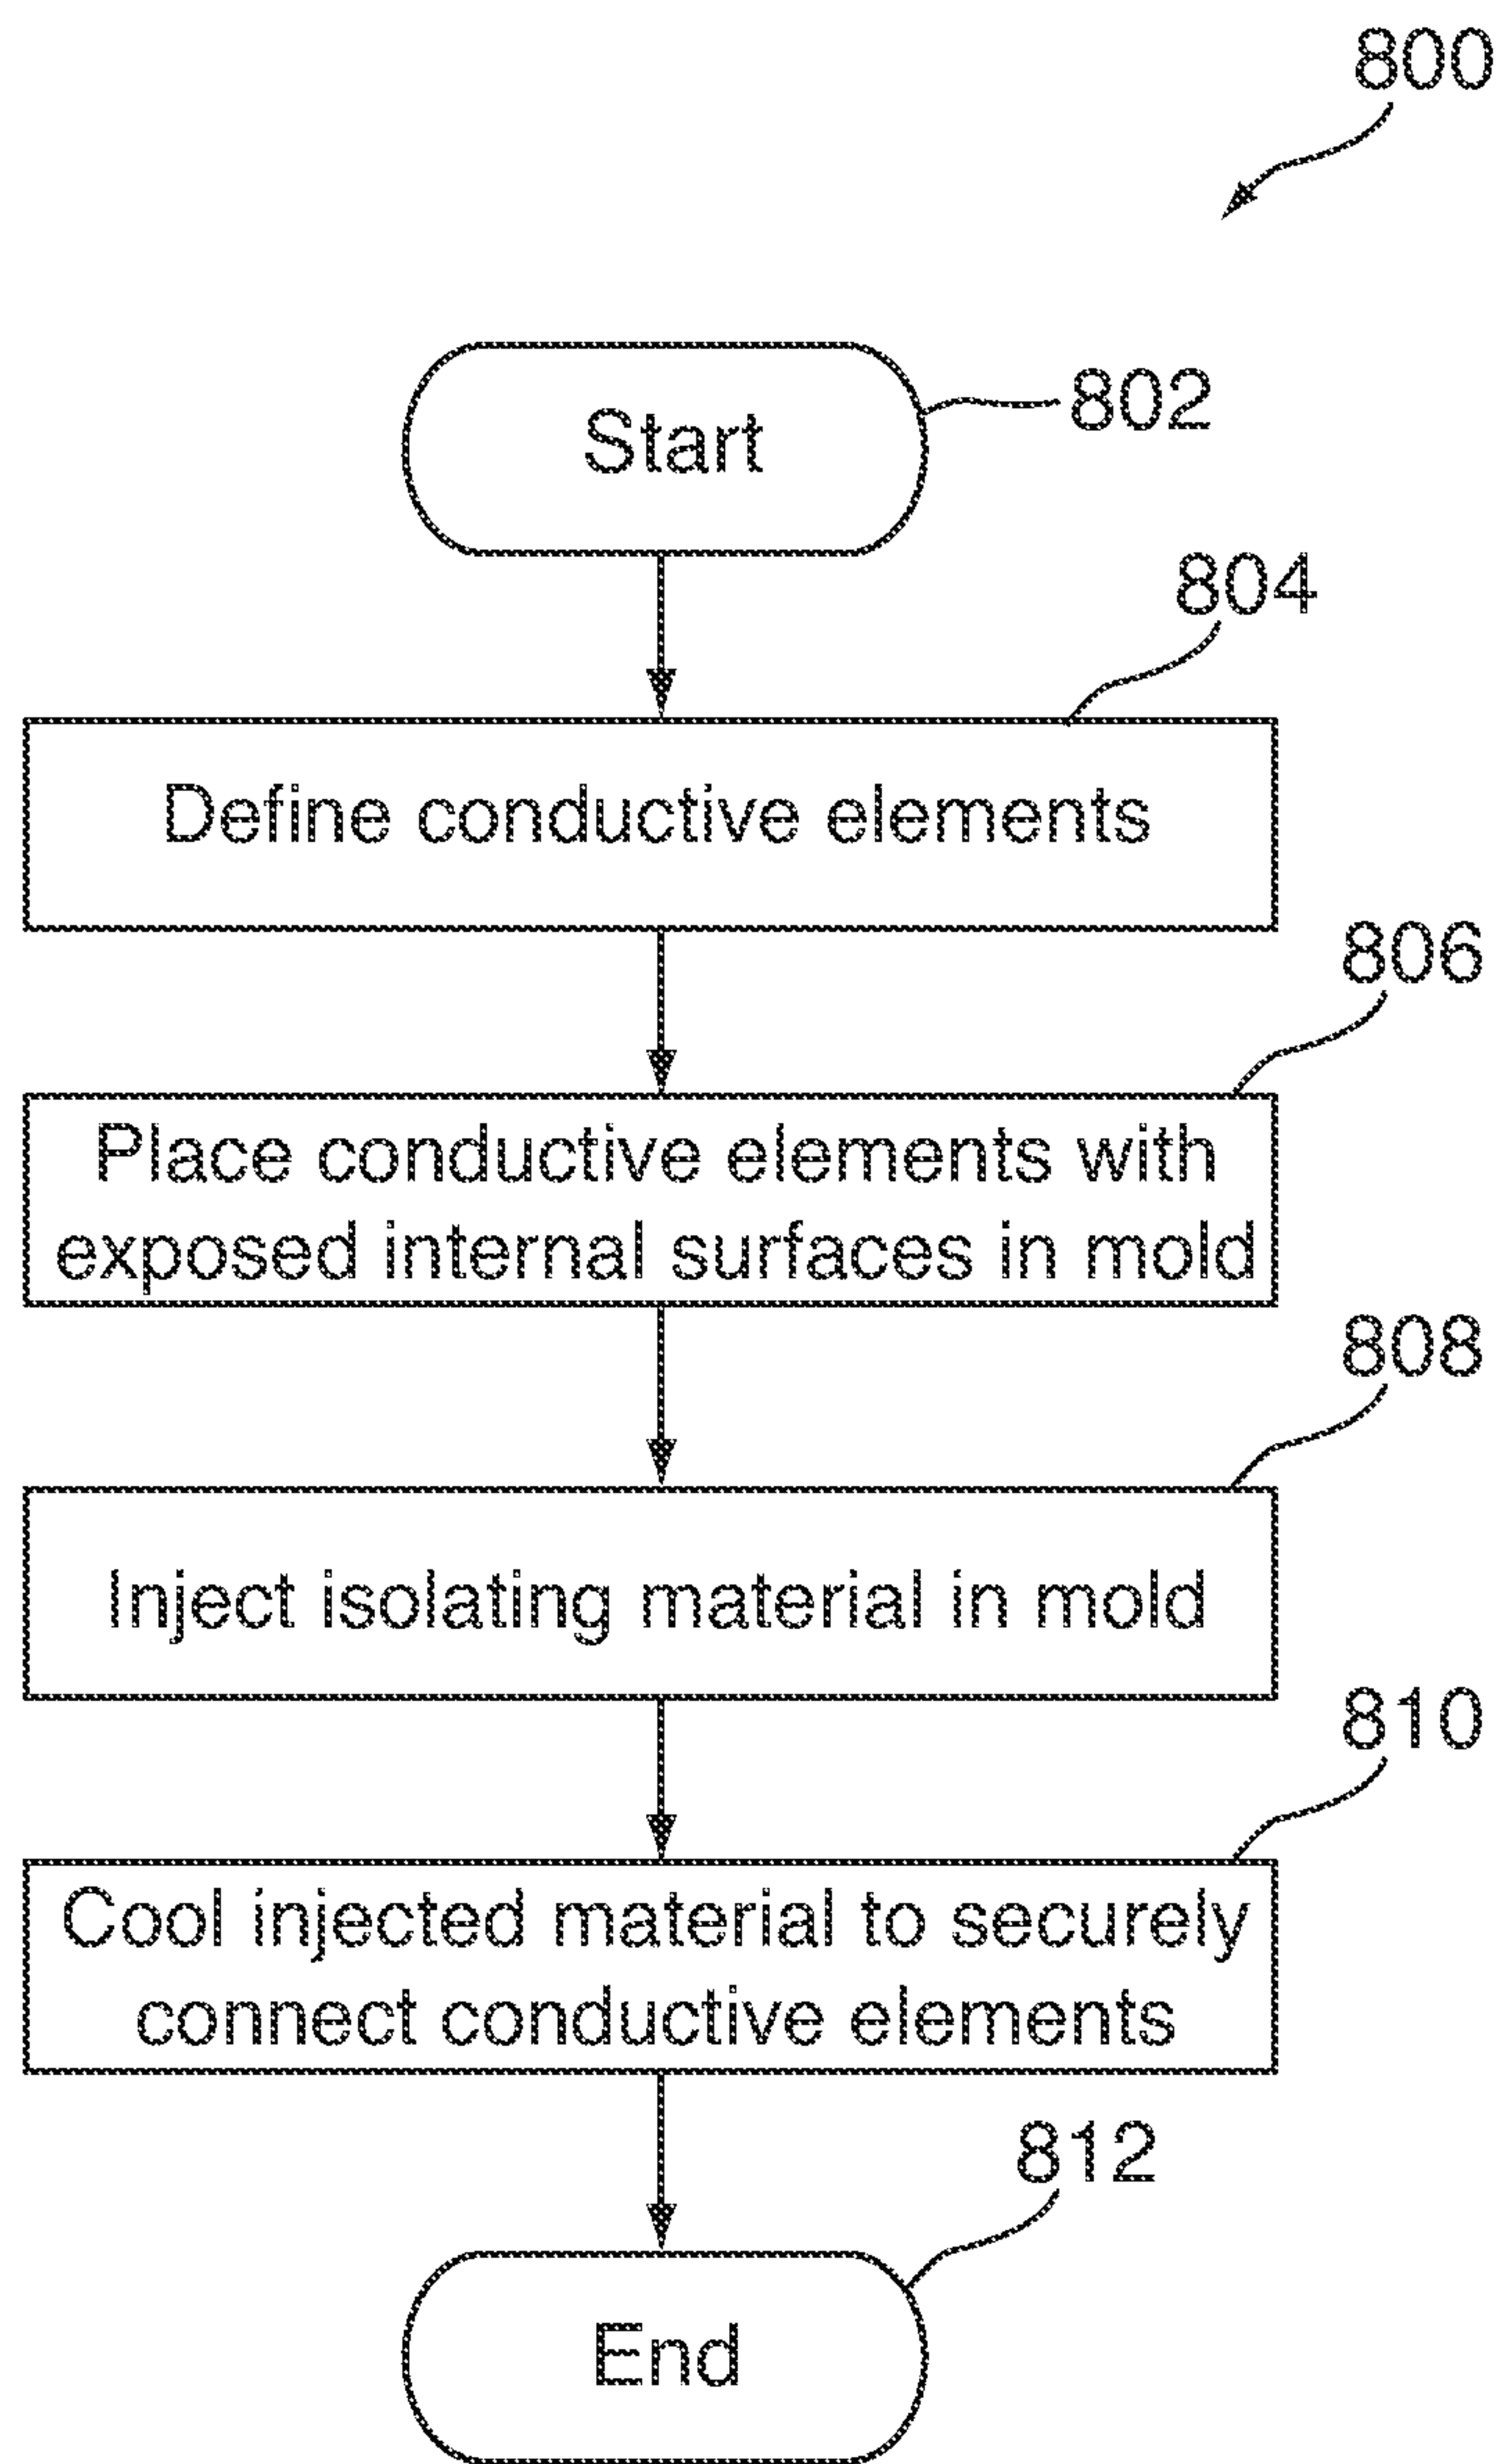 800
Start
802
804
Define conductive elements
806
Place conductive elements with
exposed internal surfaces in mold
808
Inject isolating material in mold
810
Cool injected material to securely
connect conductive elements
812
End